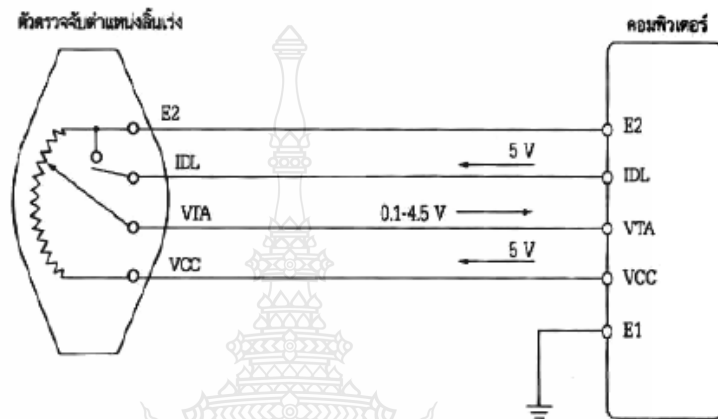 ตัวตรวจจับตำแหน่งลิ้นเร่ง
คอมพิวเตอร์
E2
E2
IDL
5 V
IDL
VTA
0.1-4.5 V
VTA
VCC
5 V
VCC
E1